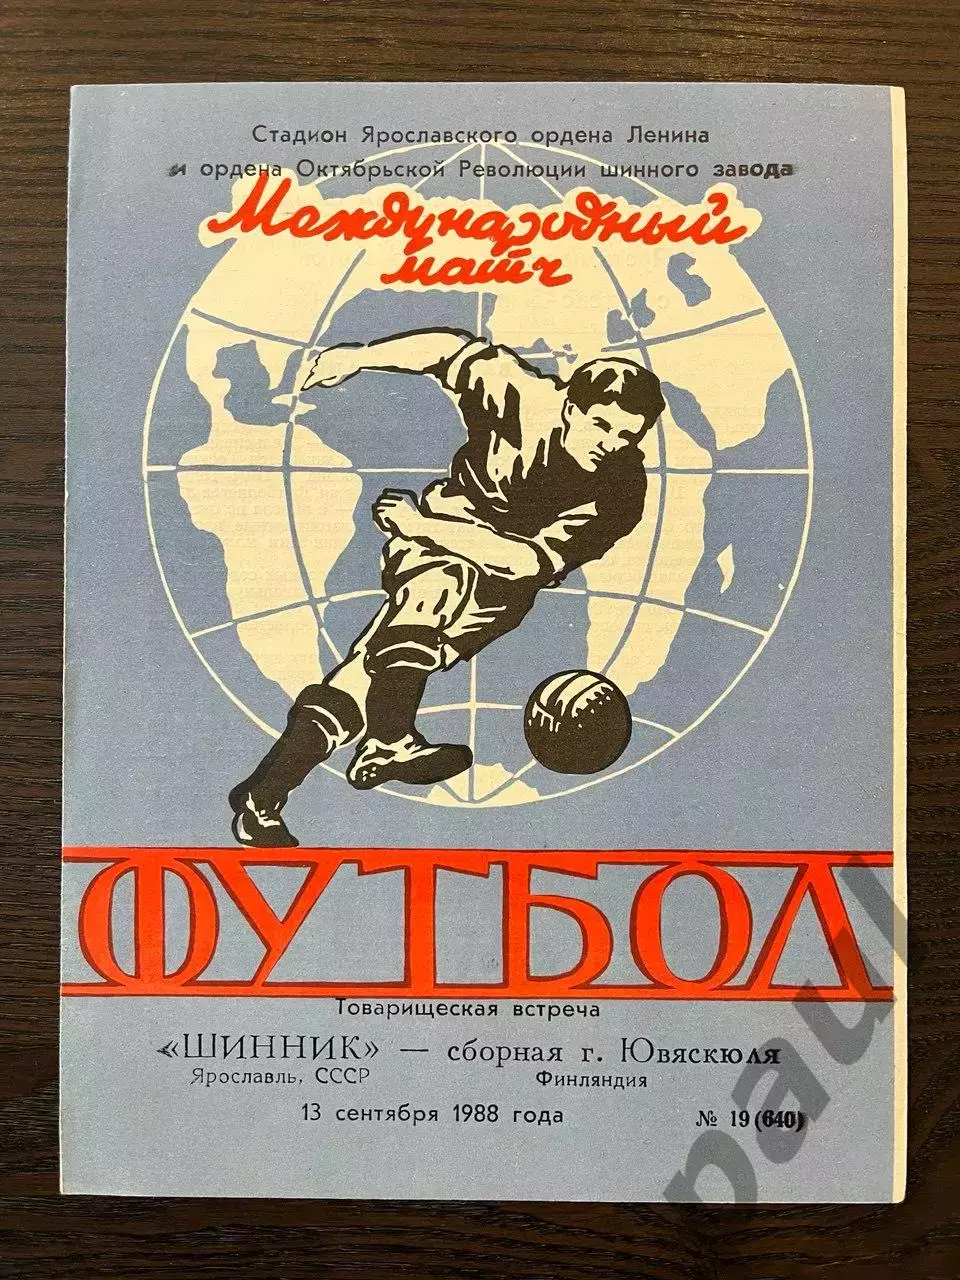 Стадион Ярославского ордена Ленина
и ордена Октябрьской Революции шинного завода
Международный
матч
ФУТБОЛ
Товарищеская встреча
«ШИННИК» — сборная г. Ювяскюля
Ярославль, СССР Финляндия
13 сентября 1988 года № 19 (640)
paul